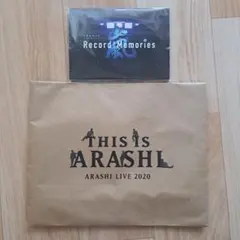 Record of Memories
THIS IS
ARASHI
ARASHI LIVE 2020